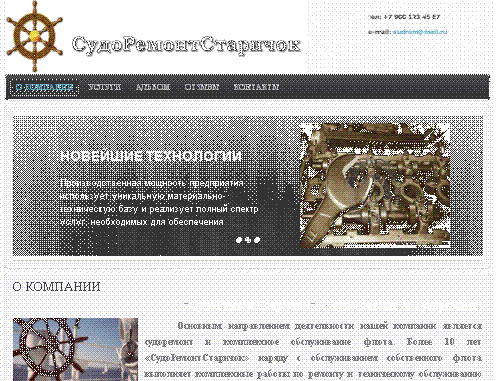 тел: +7 900 123 45 67
e-mail: sudrem@mail.ru
СудоРемонтСтаричок
О КОМПАНИИ УСЛУГИ АЛЬБОМ ОТЗЫВЫ КОНТАКТЫ
НОВЕЙШИЕ ТЕХНОЛОГИИ
Производственная мощность предприятия
использует уникальную материально-
техническую базу и реализует полный спектр
услуг, необходимых для обеспечения
О КОМПАНИИ
Основным направлением деятельности нашей компании является
судоремонт и комплексное обслуживание флота. Более 10 лет
«СудоРемонтСтаричок» наряду с обслуживанием собственного флота
выполняет комплексные работы по ремонту и техническому обслуживанию